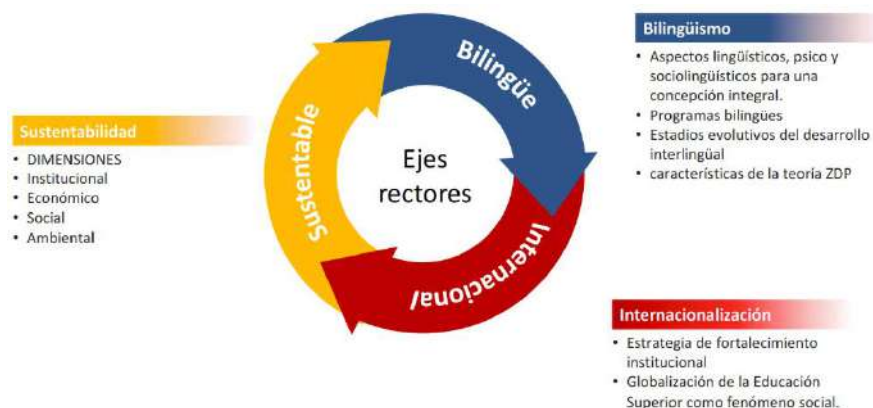 Bilingüismo
• Aspectos lingüísticos, psico y
sociolingüísticos para una
concepción integral.
• Programas bilingües
• Estadios evolutivos del desarrollo
interlingüal
• características de la teoría ZDP
Sustentabilidad
• DIMENSIONES
• Institucional
• Económico
• Social
• Ambiental
Bilingüe
Internacional
Sustentable
Ejes
rectores
Internacionalización
• Estrategia de fortalecimiento
institucional
• Globalización de la Educación
Superior como fenómeno social.